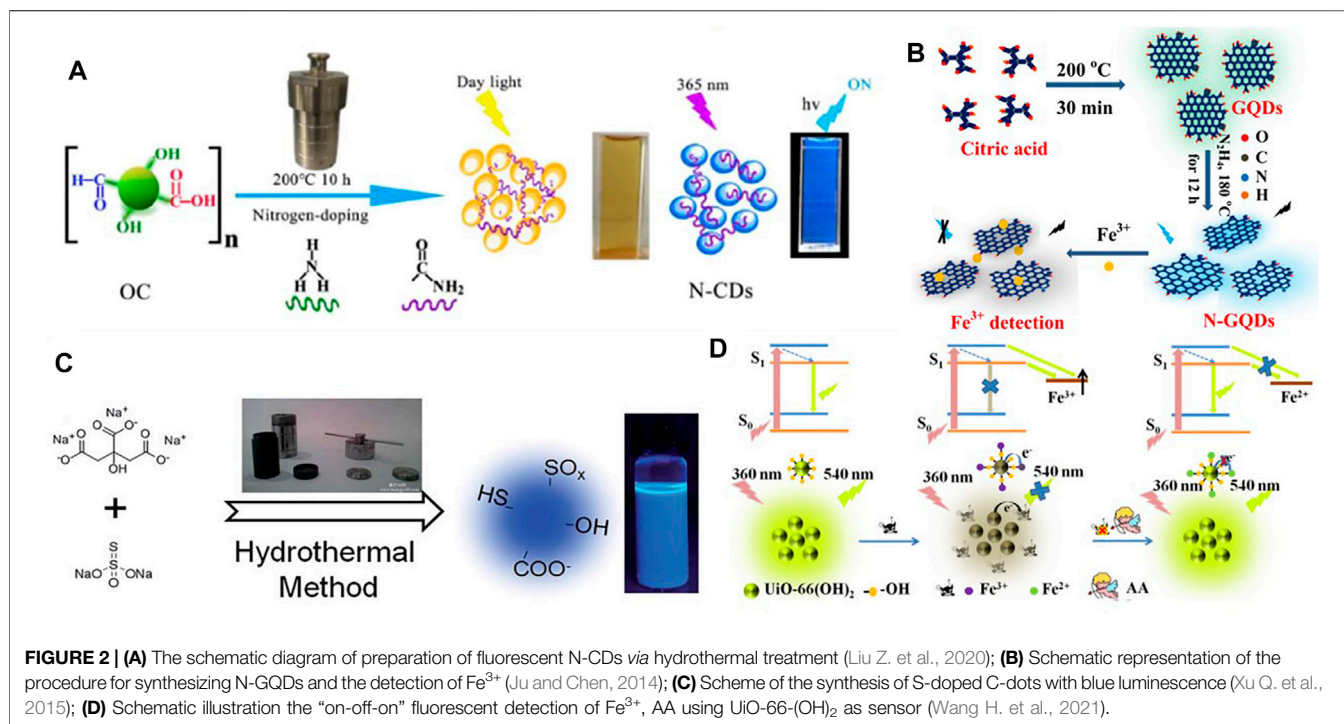 A
OH
H-C
O
O
C
OH
OH
n
OC
200℃ 10 h
Nitrogen-doping
H
N
H
H
O
C
NH2
Day light
365 nm
hv
ON
N-CDs
B
Citric acid
200 °C
30 min
GQDs
N2H4, 180 °C
for 12 h
O
C
N
H
Fe3+
Fe3+ detection
N-GQDs
C
Na+
O-
O
Na+
O
O
Na+
-O
OH
O-
+
S
NaO
S
ONa
O
Hydrothermal
Method
SOx
HS
-OH
COO-
D
S1
S0
360 nm
540 nm
UiO-66(OH)2
-OH
Fe3+
360 nm
e-
540 nm
e-
Fe3+
S1
S0
S1
Fe2+
S0
e-
360 nm
540 nm
Fe2+
AA
FIGURE 2 | (A) The schematic diagram of preparation of fluorescent N-CDs via hydrothermal treatment (Liu Z. et al., 2020); (B) Schematic representation of the
procedure for synthesizing N-GQDs and the detection of Fe3+ (Ju and Chen, 2014); (C) Scheme of the synthesis of S-doped C-dots with blue luminescence (Xu Q. et al.,
2015); (D) Schematic illustration the “on-off-on” fluorescent detection of Fe3+, AA using UiO-66-(OH)2 as sensor (Wang H. et al., 2021).